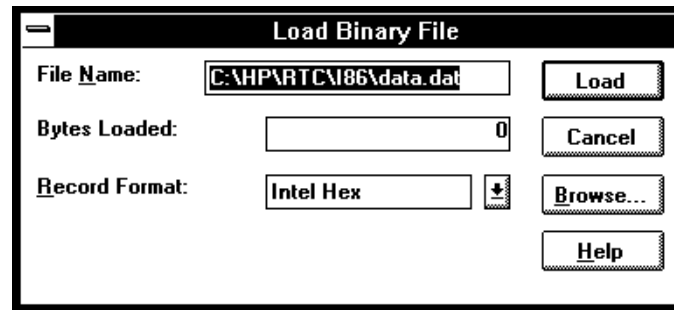 Load Binary File
File Name: C:\HP\RTC\I86\data.dat Load
Bytes Loaded: 0 Cancel
Record Format: Intel Hex Browse...
Help